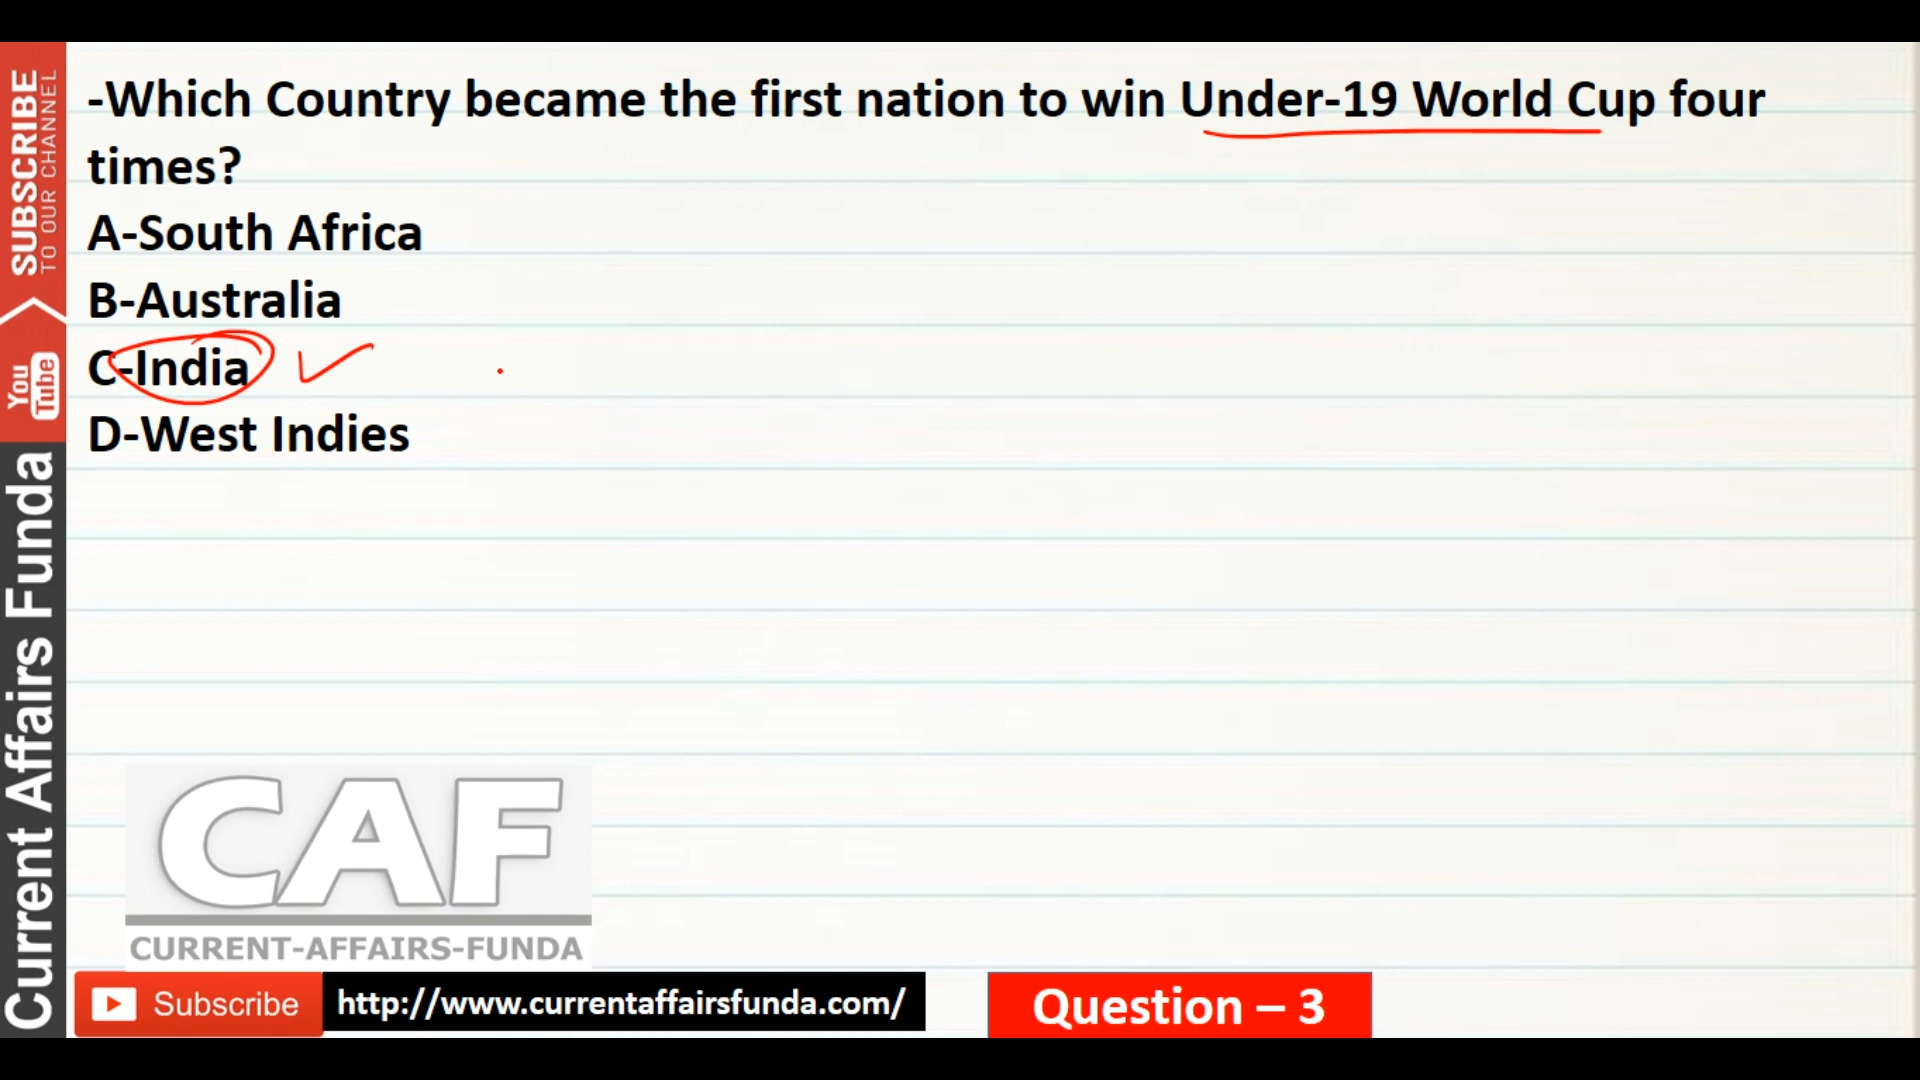 -Which Country became the first nation to win Under-19 World Cup four
times?
A-South Africa
B-Australia
C-India
D-West Indies
SUBSCRIBE
TO OUR CHANNEL
You
Tube
Current Affairs Funda
CAF
CURRENT-AFFAIRS-FUNDA
Subscribe
http://www.currentaffairsfunda.com/
Question – 3